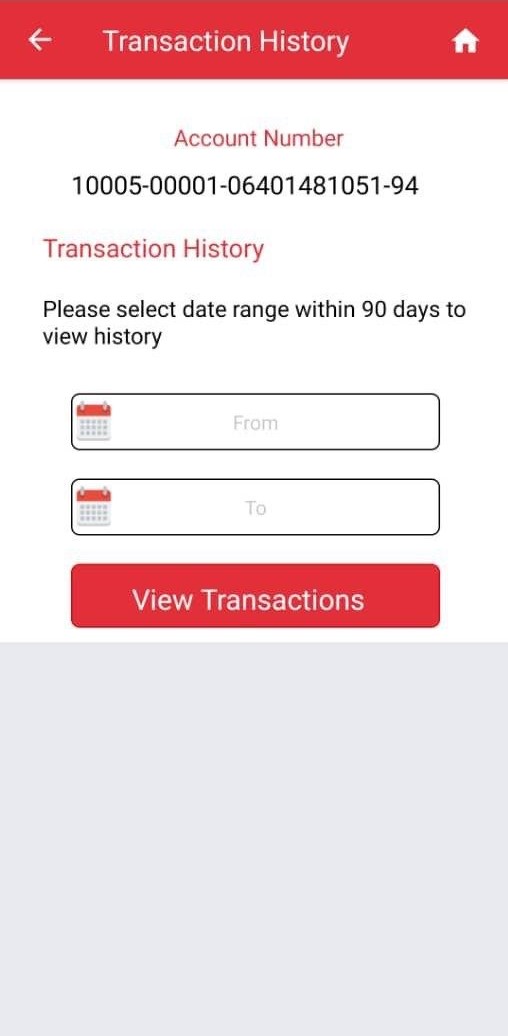 Transaction History
Account Number
10005-00001-06401481051-94
Transaction History
Please select date range within 90 days to
view history
From
To
View Transactions